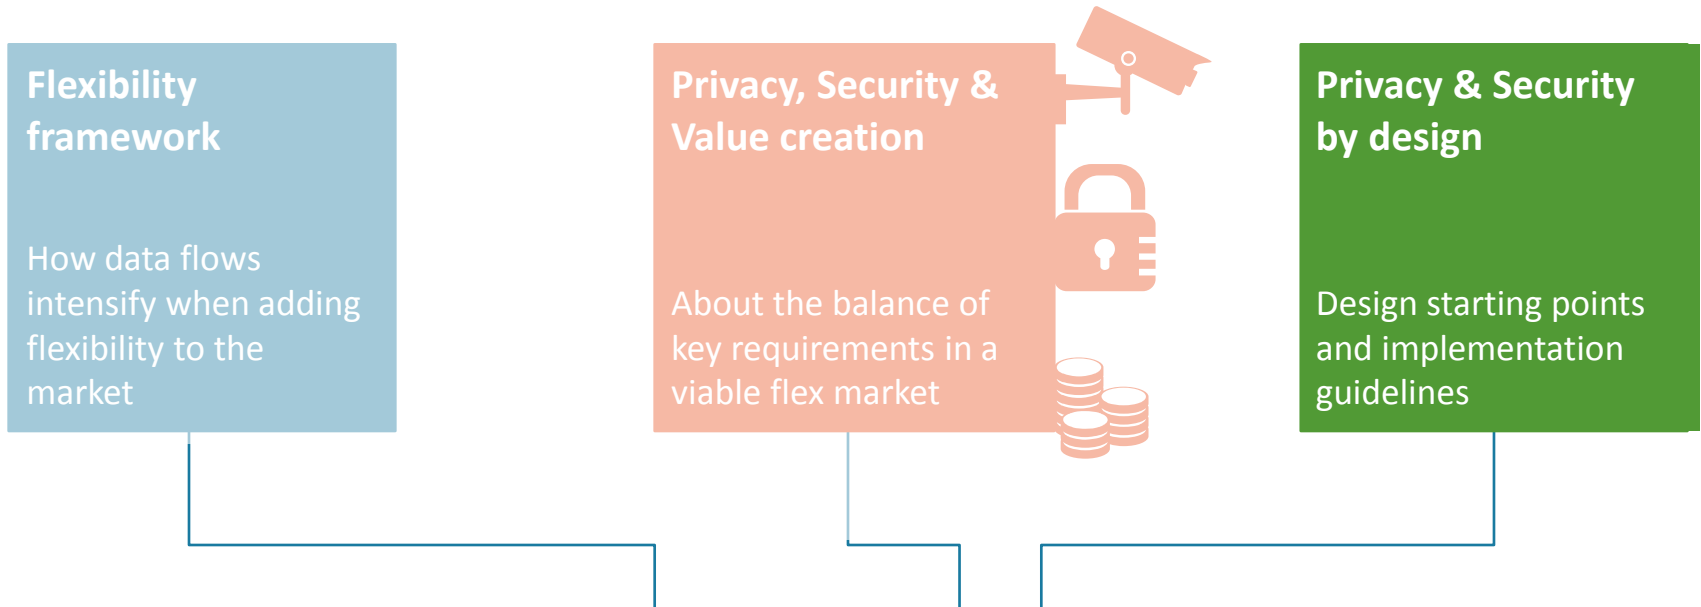 Flexibility
framework
How data flows
intensify when adding
flexibility to the
market
Privacy, Security &
Value creation
About the balance of
key requirements in a
viable flex market
Privacy & Security
by design
Design starting points
and implementation
guidelines